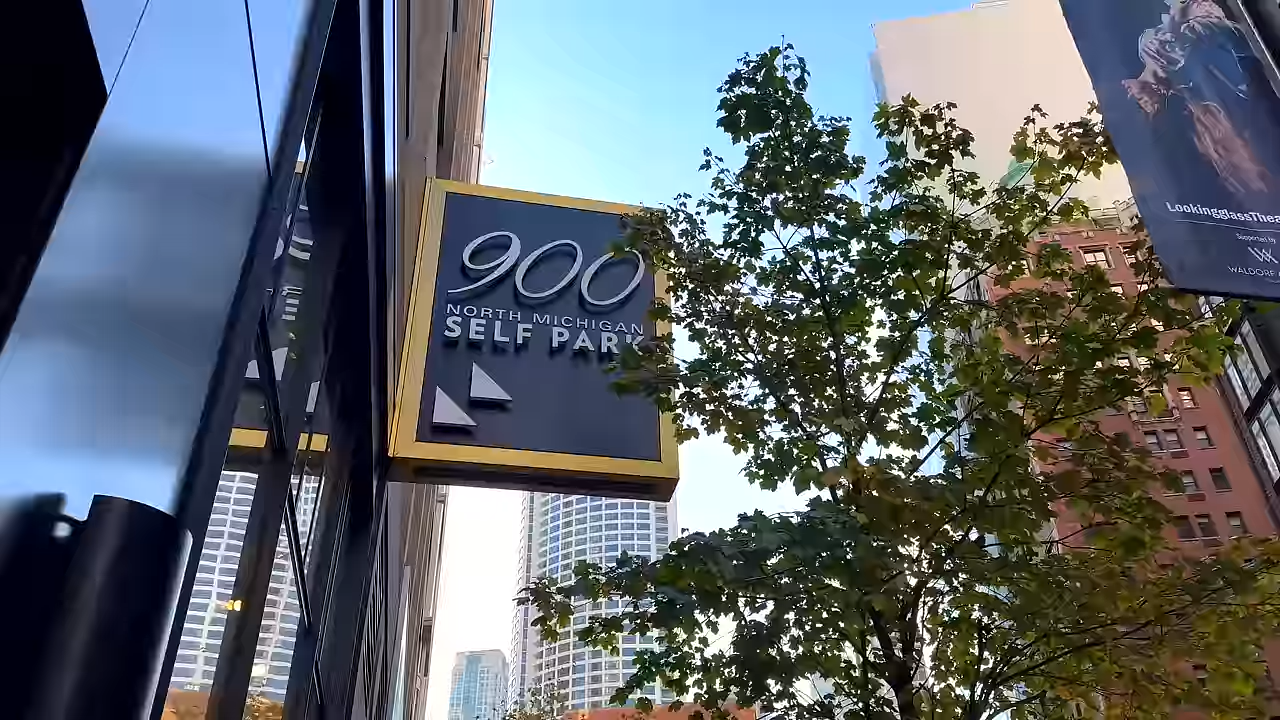 900
NORTH MICHIGAN
SELF PARK
LookingglassThea
Supported by
WALDORF